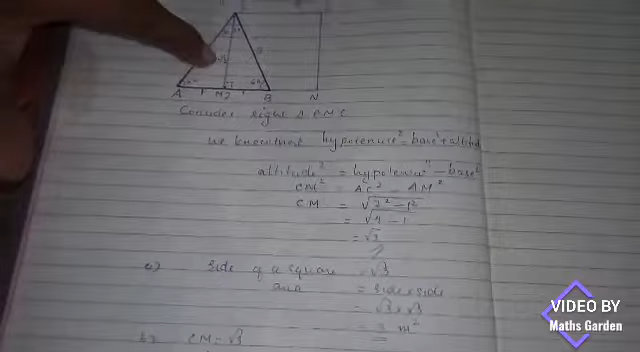 A M B N
Consider right Δ AMC
We know that hypotenuse² = base² + altitude²
altitude² = hypotenuse² - base²
CM² = AC² - AM²
CM = √2² - 1²
= √4 - 1
= √3
a) Side of a square = √3
area = side × side
= √3 × √3
= 3 m²
b) CM = √3
VIDEO BY
Maths Garden